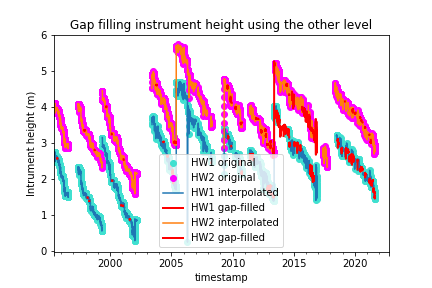 Gap filling instrument height using the other level
6
5
4
3
2
1
0
Intrument height (m)
HW1 original
HW2 original
HW1 interpolated
HW1 gap-filled
HW2 interpolated
HW2 gap-filled
2000
2005
2010
2015
2020
timestamp